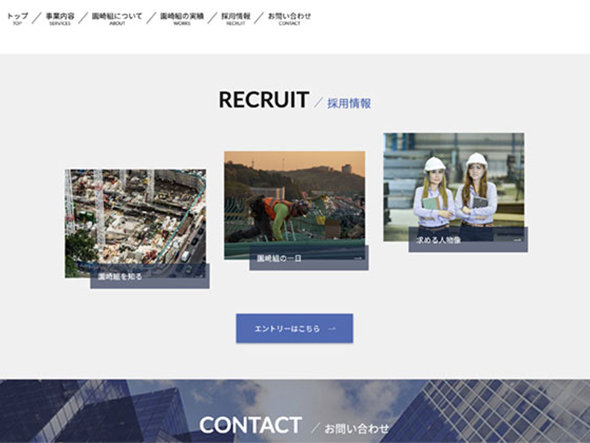 トップ / 事業内容 / 園崎組について / 園崎組の実績 / 採用情報 / お問い合わせ
TOP SERVICES ABOUT WORKS RECRUIT CONTACT
RECRUIT / 採用情報
園崎組を知る
園崎組の一日
求める人物像
エントリーはこちら
CONTACT / お問い合わせ